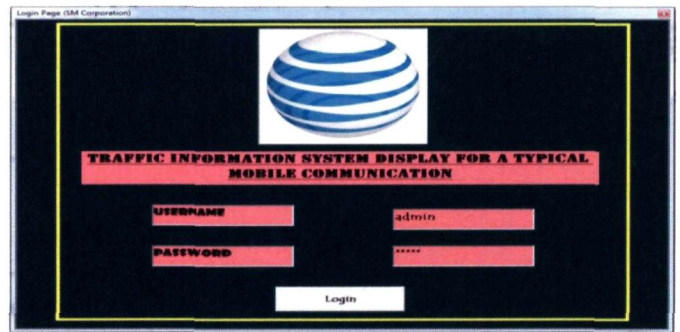 Login Page (SM Corporation)
TRAFFIC INFORMATION SYSTEM DISPLAY FOR A TYPICAL
MOBILE COMMUNICATION
USERNAME
admin
PASSWORD
*****
Login